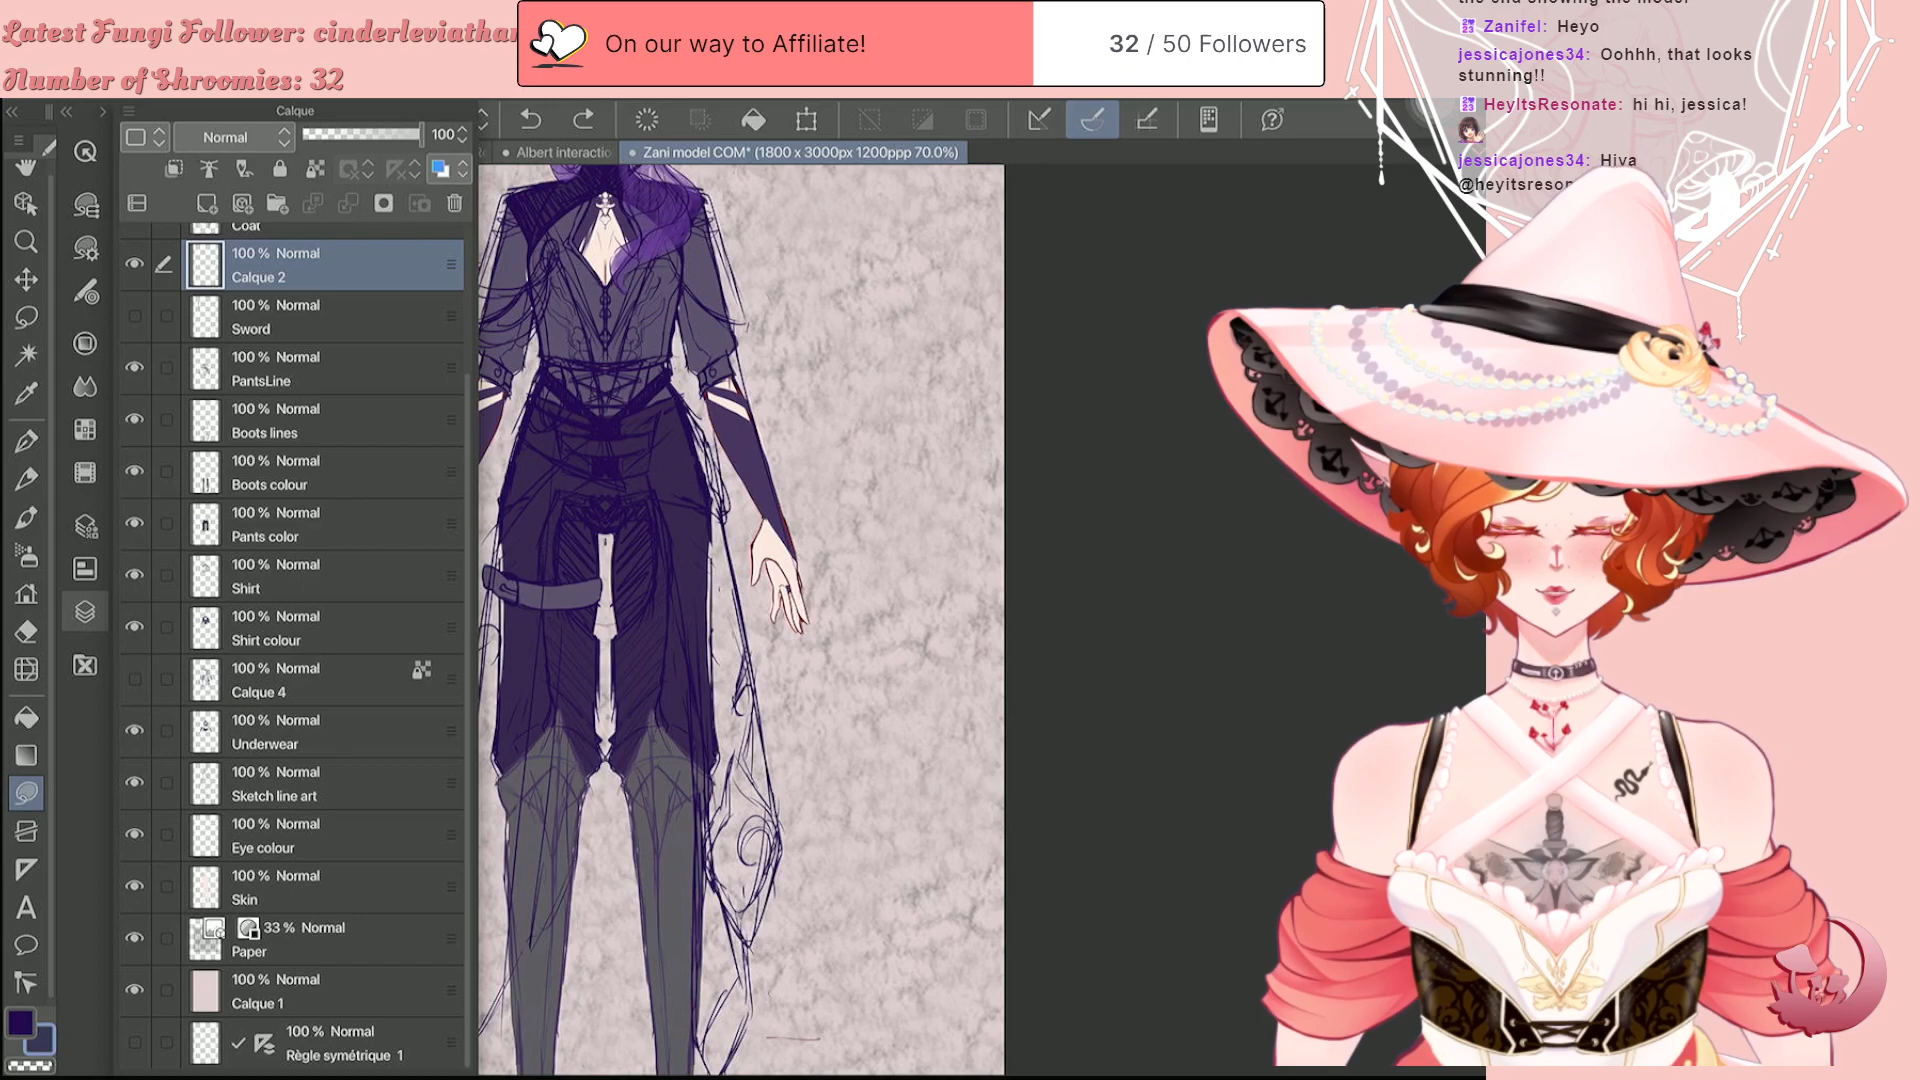 Latest Fungi Follower: cinderleviathan
Number of Shroomies: 32
On our way to Affiliate!
32 / 50 Followers
Zanifel: Heyo
jessicajones34: Oohhh, that looks
stunning!!
HeyItsResonate: hi hi, jessica!
jessicajones34: Hiya
@heyitsreson
Calque
Normal
100
Albert interactio
Zani model COM* (1800 x 3000px 1200ppp 70.0%)
Coat
100 % Normal
Calque 2
100 % Normal
Sword
100 % Normal
PantsLine
100 % Normal
Boots lines
100 % Normal
Boots colour
100 % Normal
Pants color
100 % Normal
Shirt
100 % Normal
Shirt colour
100 % Normal
Calque 4
100 % Normal
Underwear
100 % Normal
Sketch line art
100 % Normal
Eye colour
100 % Normal
Skin
33 % Normal
Paper
100 % Normal
Calque 1
100 % Normal
Règle symétrique 1